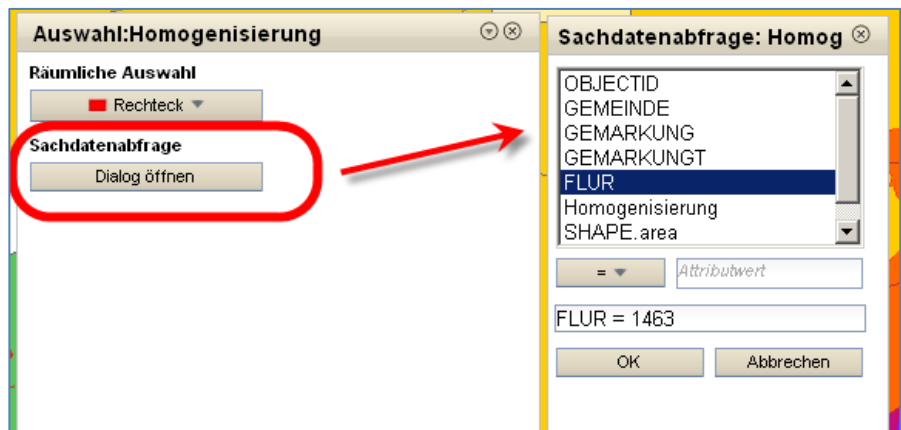 Auswahl:Homogenisierung
Räumliche Auswahl
Rechteck
Sachdatenabfrage
Dialog öffnen
Sachdatenabfrage: Homog
OBJECTID
GEMEINDE
GEMARKUNG
GEMARKUNGT
FLUR
Homogenisierung
SHAPE.area
= Attributwert
FLUR = 1463
OK Abbrechen